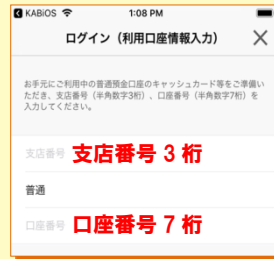 KABiOS 1:08 PM
ログイン（利用口座情報入力）
お手元にご利用中の普通預金口座のキャッシュカード等をご準備い
ただき、支店番号（半角数字3桁）、口座番号（半角数字7桁）を
入力してください。
支店番号 支店番号 3 桁
普通
口座番号 口座番号 7 桁